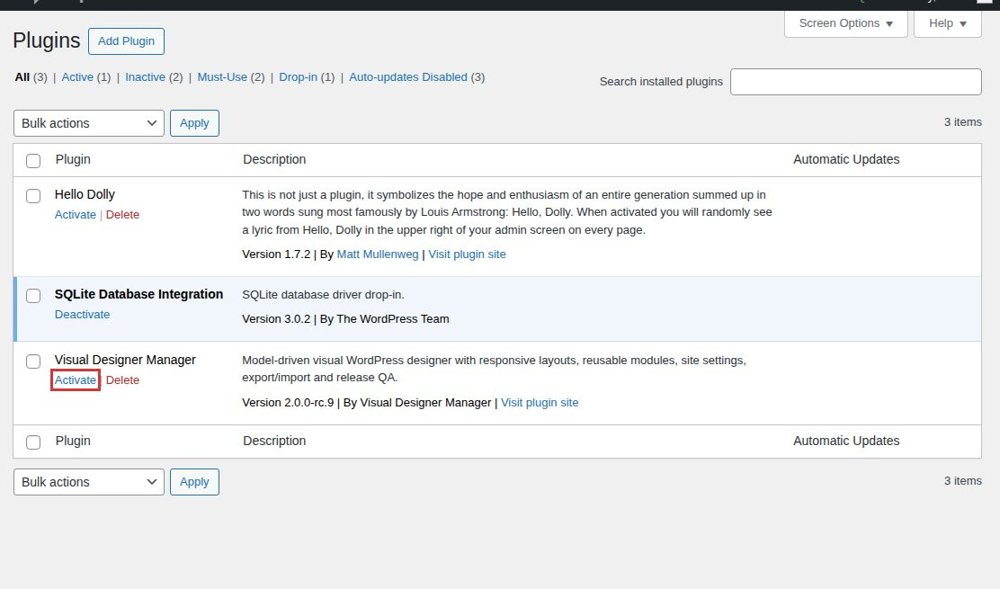 Screen Options
Help
Plugins
Add Plugin
All (3) | Active (1) | Inactive (2) | Must-Use (2) | Drop-in (1) | Auto-updates Disabled (3)
Search installed plugins
Bulk actions
Apply
3 items
Plugin Description Automatic Updates
Hello Dolly
Activate | Delete
This is not just a plugin, it symbolizes the hope and enthusiasm of an entire generation summed up in
two words sung most famously by Louis Armstrong: Hello, Dolly. When activated you will randomly see
a lyric from Hello, Dolly in the upper right of your admin screen on every page.
Version 1.7.2 | By Matt Mullenweg | Visit plugin site
SQLite Database Integration
Deactivate
SQLite database driver drop-in.
Version 3.0.2 | By The WordPress Team
Visual Designer Manager
Activate | Delete
Model-driven visual WordPress designer with responsive layouts, reusable modules, site settings,
export/import and release QA.
Version 2.0.0-rc.9 | By Visual Designer Manager | Visit plugin site
Plugin Description Automatic Updates
Bulk actions
Apply
3 items